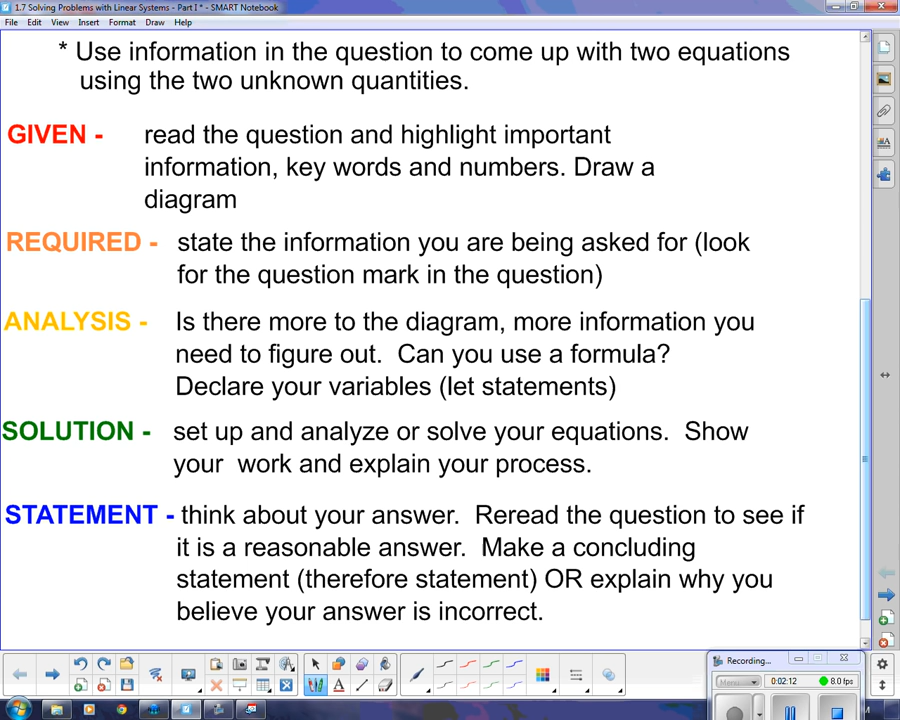 1.7 Solving Problems with Linear Systems - Part I * - SMART Notebook
File Edit View Insert Format Draw Help
* Use information in the question to come up with two equations
using the two unknown quantities.
GIVEN - read the question and highlight important
information, key words and numbers. Draw a
diagram
REQUIRED - state the information you are being asked for (look
for the question mark in the question)
ANALYSIS - Is there more to the diagram, more information you
need to figure out. Can you use a formula?
Declare your variables (let statements)
SOLUTION - set up and analyze or solve your equations. Show
your work and explain your process.
STATEMENT - think about your answer. Reread the question to see if
it is a reasonable answer. Make a concluding
statement (therefore statement) OR explain why you
believe your answer is incorrect.
Recording...
Menu 0:02:12 8.0 fps